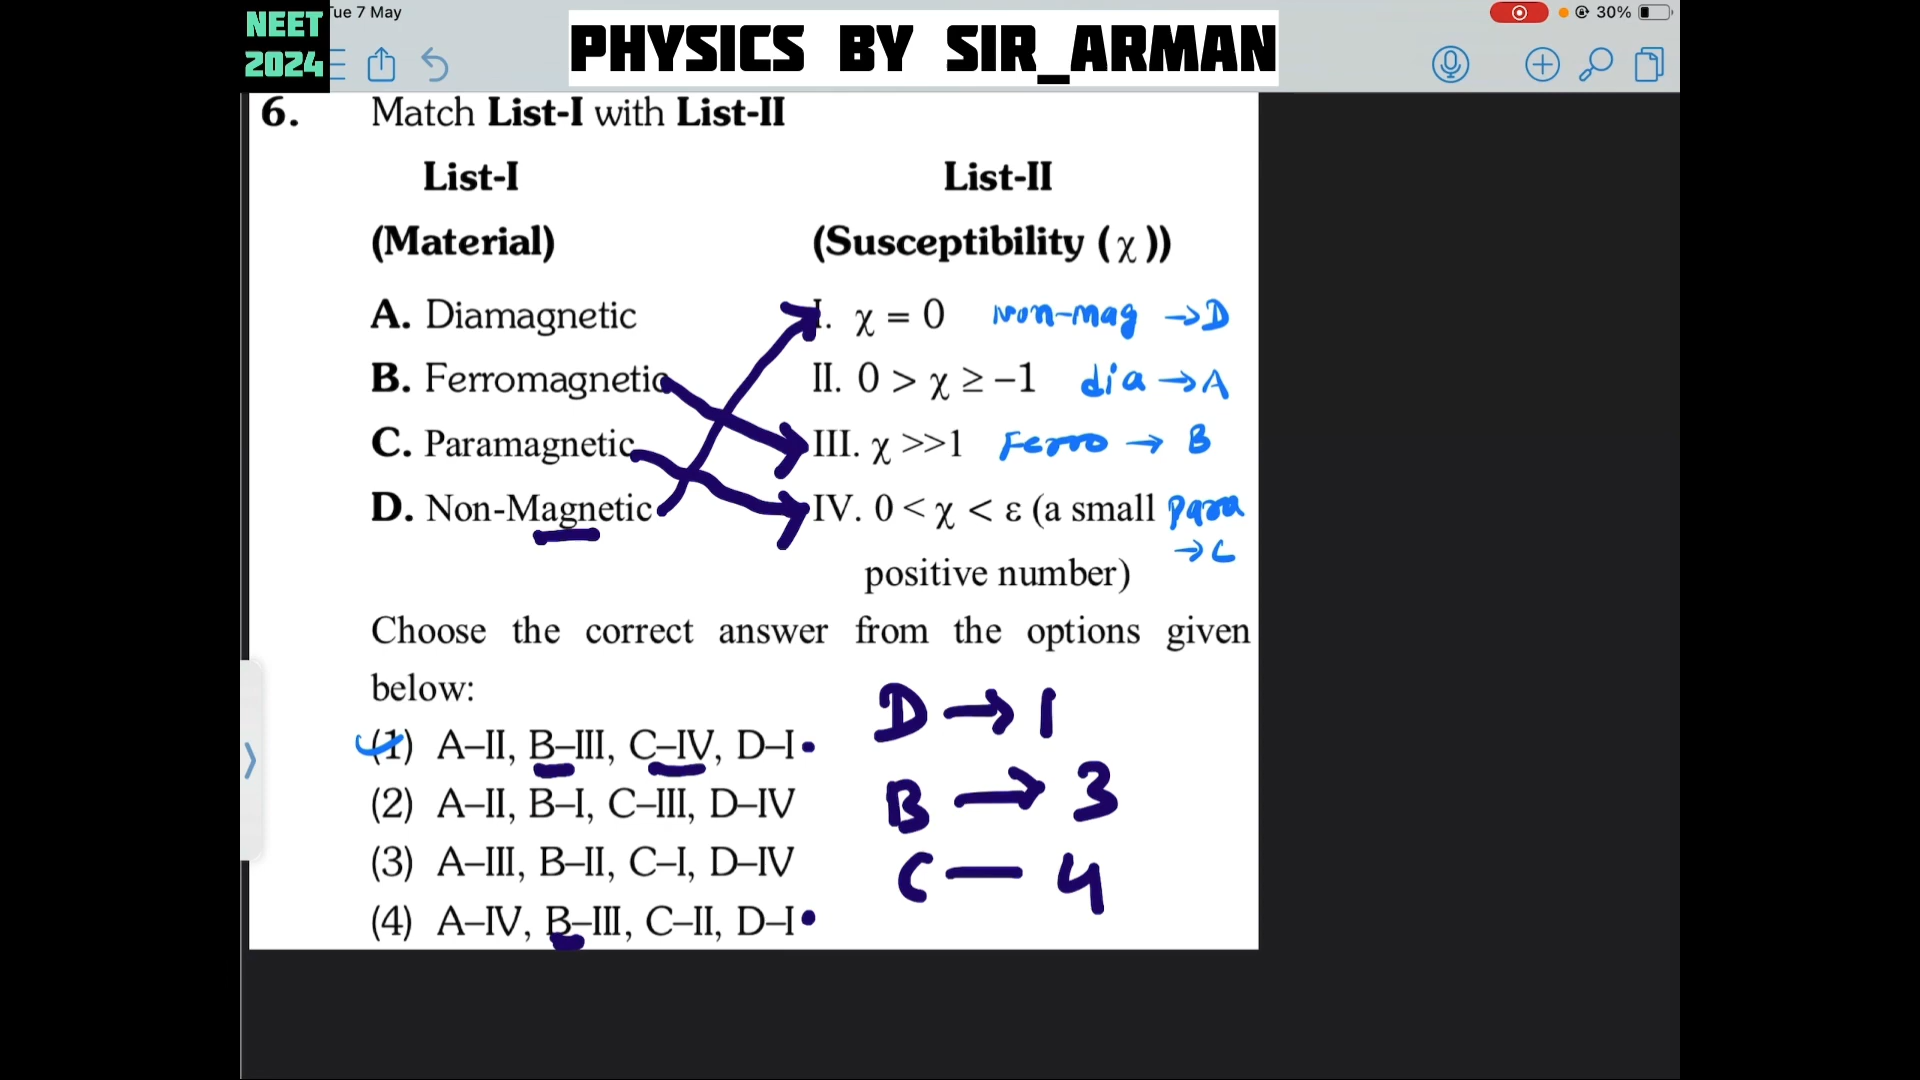 NEET
2024
Tue 7 May
PHYSICS BY SIR_ARMAN
30%
6. Match List-I with List-II
List-I List-II
(Material) (Susceptibility (χ))
A. Diamagnetic I. χ = 0 Non-mag → D
B. Ferromagnetic II. 0 > χ ≥ −1 dia → A
C. Paramagnetic III. χ >>1 Ferro → B
D. Non-Magnetic IV. 0 < χ < ε (a small Para
→ C
positive number)
Choose the correct answer from the options given
below:
D → 1
(1) A–II, B–III, C–IV, D–I
B → 3
(2) A–II, B–I, C–III, D–IV
(3) A–III, B–II, C–I, D–IV
C — 4
(4) A–IV, B–III, C–II, D–I